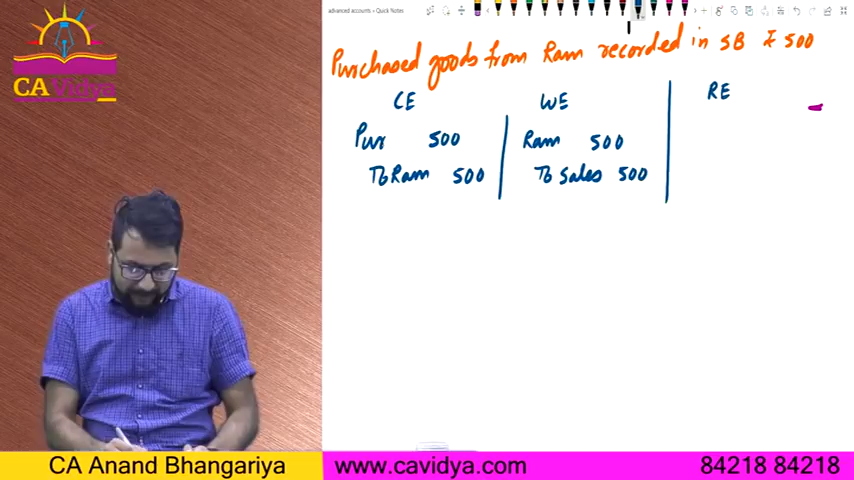 advanced accounts – Quick Notes
Purchased goods from Ram recorded in SB ₹ 500
CE WE RE
Pur 500 Ram 500
To Ram 500 To Sales 500
CA Vidya
CA Anand Bhangariya www.cavidya.com 84218 84218